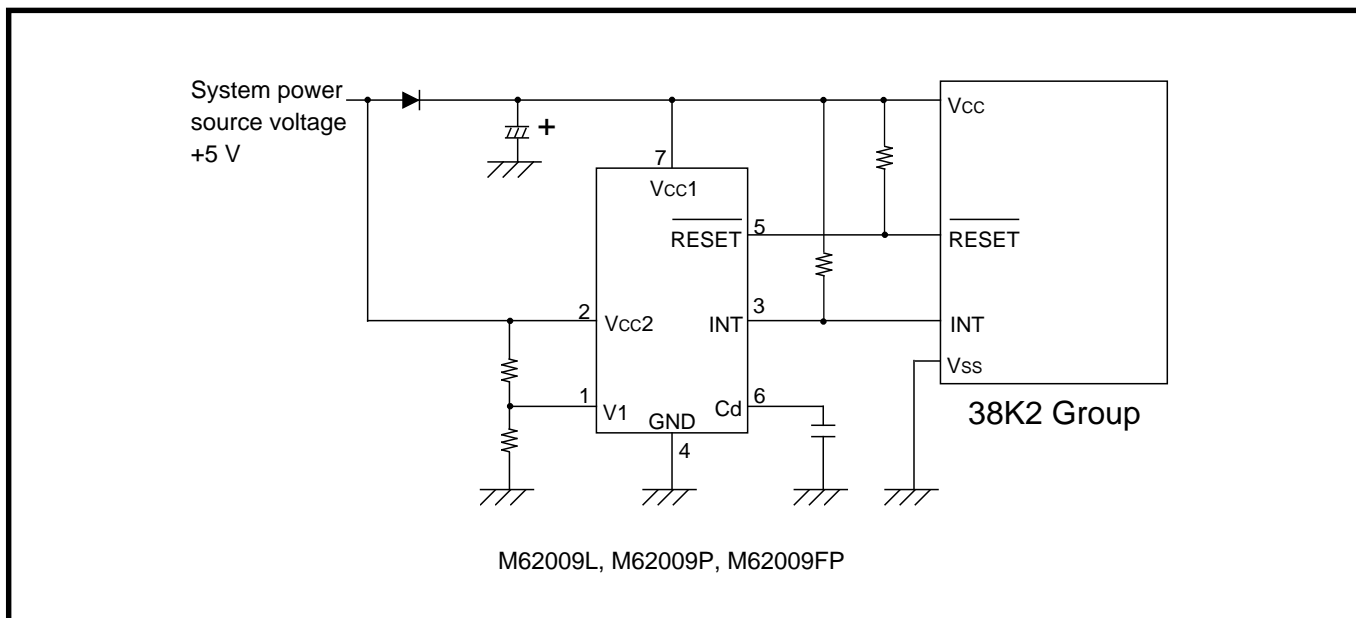 System power
source voltage
+5 V
+
7
Vcc1
RESET
5
2
Vcc2
INT
3
1
V1
Cd
6
GND
4
Vcc
RESET
INT
Vss
38K2 Group
M62009L, M62009P, M62009FP